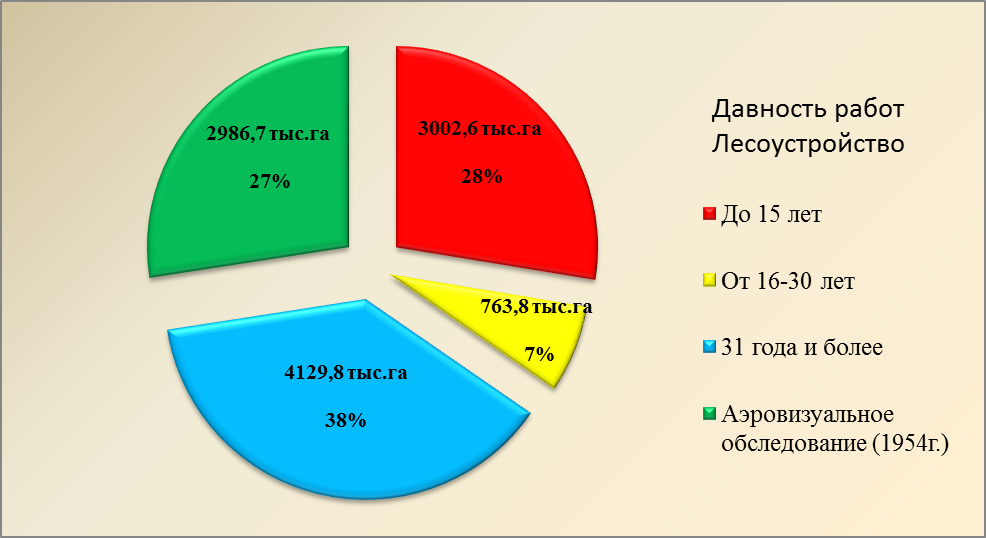 2986,7 тыс.га
27%
3002,6 тыс.га
28%
763,8 тыс.га
7%
4129,8 тыс.га
38%
Давность работ
Лесоустройство
До 15 лет
От 16-30 лет
31 года и более
Аэровизуальное
обследование (1954г.)